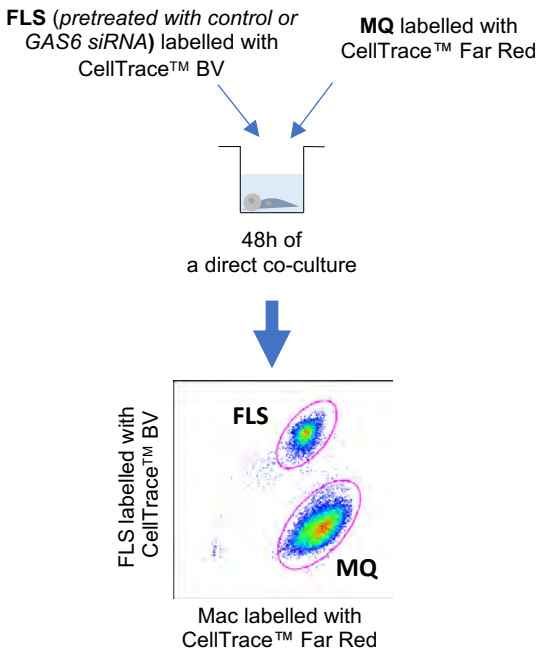 FLS (pretreated with control or
GAS6 siRNA) labelled with
CellTrace™ BV
MQ labelled with
CellTrace™ Far Red
48h of
a direct co-culture
FLS labelled with
CellTrace™ BV
FLS
MQ
Mac labelled with
CellTrace™ Far Red